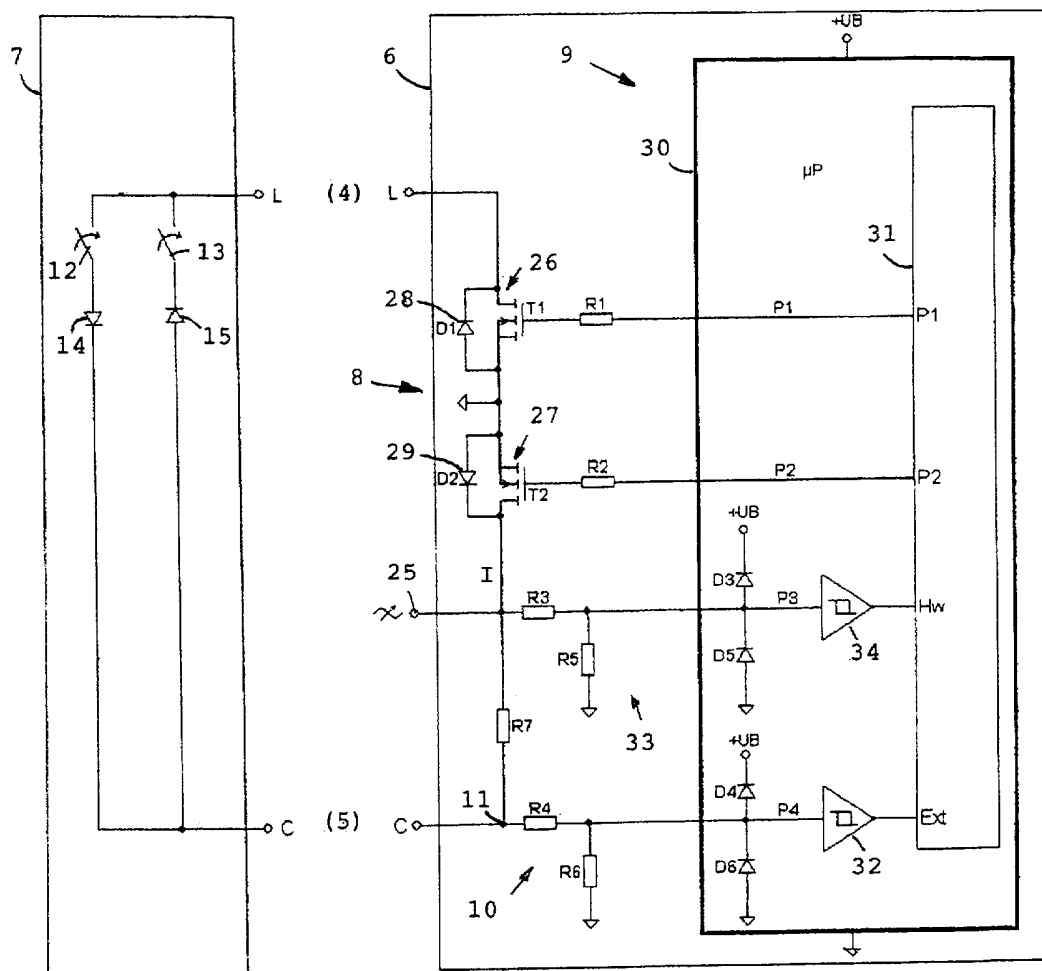 +UB
7
6
9
30
µP
L (4) L
31
12 13
26
28
T1 R1 P1 P1
D1
14 15
8
27
29
R2 P2 P2
D2 T2
+UB
I
25
R3 D3 P3 Hw
34
R5 D5
33
R7
+UB
11
D4
C (5) C R4 P4 Ext
32
R6 D6
10